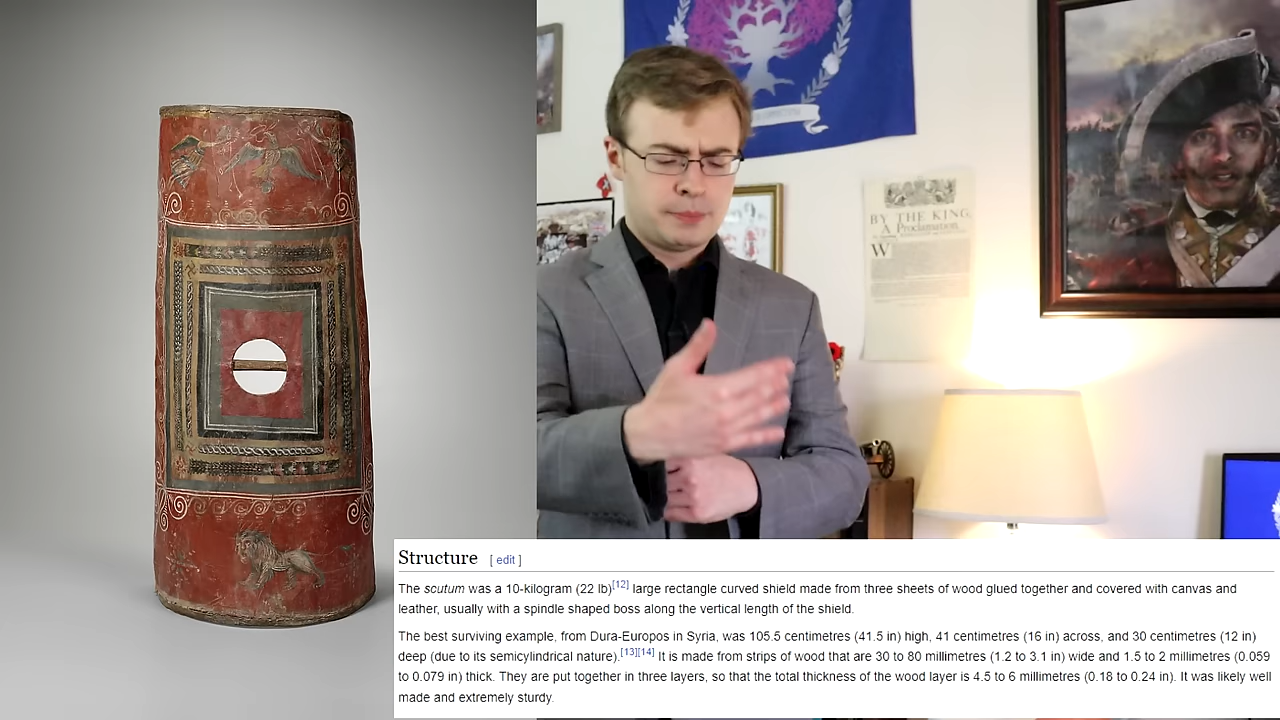 BY THE KING,
A Proclamation
W
Structure [ edit ]
The scutum was a 10-kilogram (22 lb)[12] large rectangle curved shield made from three sheets of wood glued together and covered with canvas and
leather, usually with a spindle shaped boss along the vertical length of the shield.
The best surviving example, from Dura-Europos in Syria, was 105.5 centimetres (41.5 in) high, 41 centimetres (16 in) across, and 30 centimetres (12 in)
deep (due to its semicylindrical nature).[13][14] It is made from strips of wood that are 30 to 80 millimetres (1.2 to 3.1 in) wide and 1.5 to 2 millimetres (0.059
to 0.079 in) thick. They are put together in three layers, so that the total thickness of the wood layer is 4.5 to 6 millimetres (0.18 to 0.24 in). It was likely well
made and extremely sturdy.